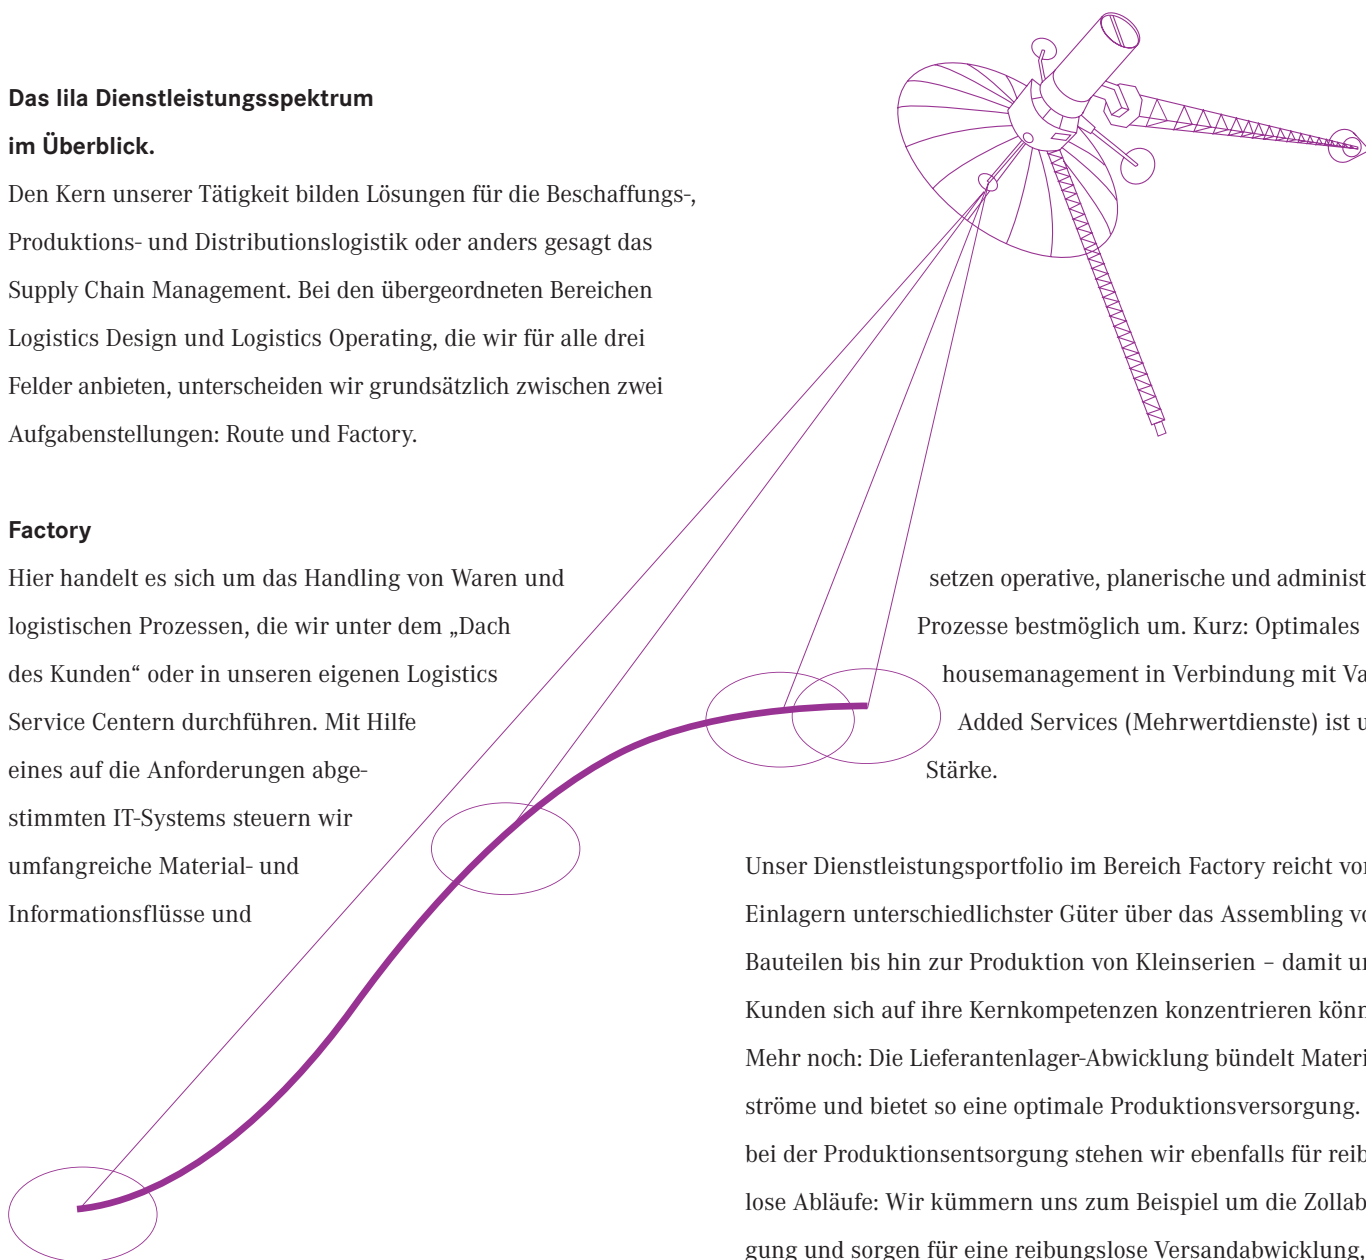 Das lila Dienstleistungsspektrum
im Überblick.
Den Kern unserer Tätigkeit bilden Lösungen für die Beschaffungs-,
Produktions- und Distributionslogistik oder anders gesagt das
Supply Chain Management. Bei den übergeordneten Bereichen
Logistics Design und Logistics Operating, die wir für alle drei
Felder anbieten, unterscheiden wir grundsätzlich zwischen zwei
Aufgabenstellungen: Route und Factory.
Factory
Hier handelt es sich um das Handling von Waren und
logistischen Prozessen, die wir unter dem „Dach
des Kunden“ oder in unseren eigenen Logistics
Service Centern durchführen. Mit Hilfe
eines auf die Anforderungen abge-
stimmten IT-Systems steuern wir
umfangreiche Material- und
Informationsflüsse und
setzen operative, planerische und
Prozesse bestmöglich um. Kurz: Optimales
housemanagement in Verbindung mit
Added Services (Mehrwertdienste) ist
Stärke.
Unser Dienstleistungsportfolio im Bereich Factory reicht
Einlagern unterschiedlichster Güter über das Assembling
Bauteilen bis hin zur Produktion von Kleinserien – damit
Kunden sich auf ihre Kernkompetenzen konzentrieren
Mehr noch: Die Lieferantenlager-Abwicklung bündelt
ströme und bietet so eine optimale Produktionsversorgung.
bei der Produktionsentsorgung stehen wir ebenfalls für
lose Abläufe: Wir kümmern uns zum Beispiel um die
gung und sorgen für eine reibungslose Versandabwicklung,